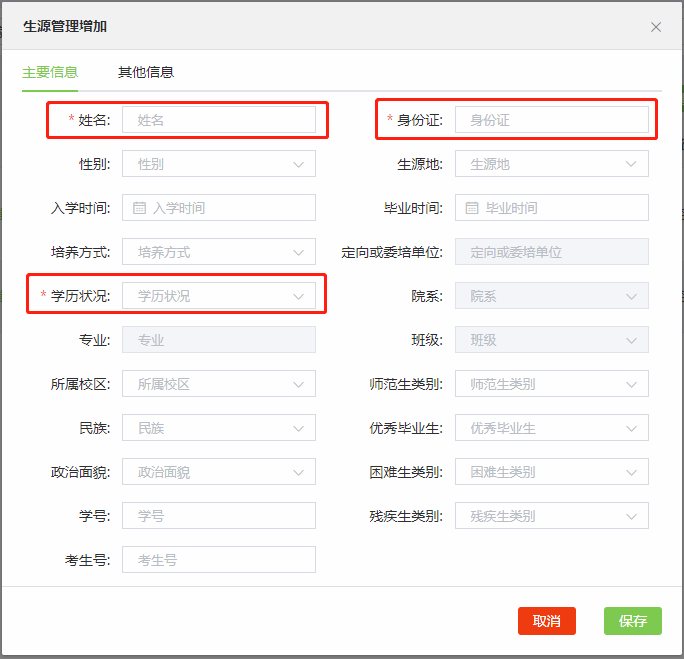 生源管理增加
主要信息 其他信息
* 姓名: 姓名 * 身份证: 身份证
性别: 性别 生源地: 生源地
入学时间: 入学时间 毕业时间: 毕业时间
培养方式: 培养方式 定向或委培单位: 定向或委培单位
* 学历状况: 学历状况 院系: 院系
专业: 专业 班级: 班级
所属校区: 所属校区 师范生类别: 师范生类别
民族: 民族 优秀毕业生: 优秀毕业生
政治面貌: 政治面貌 困难生类别: 困难生类别
学号: 学号 残疾生类别: 残疾生类别
考生号: 考生号
取消 保存